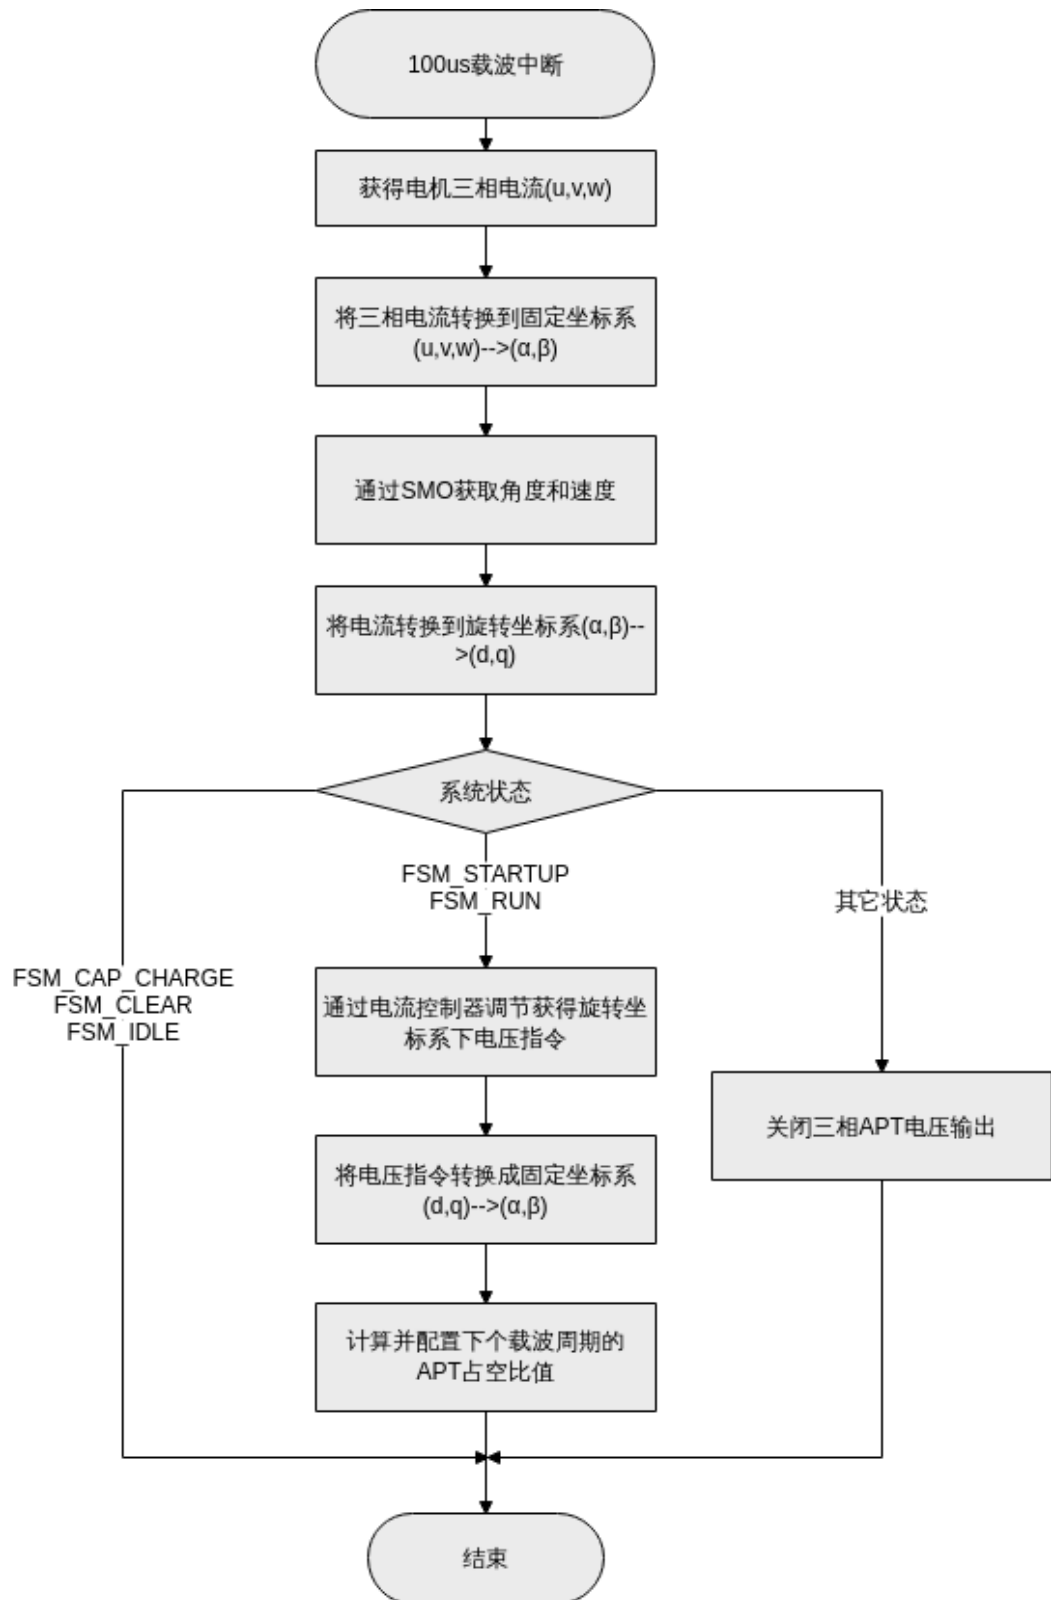 100us载波中断
获得电机三相电流(u,v,w)
将三相电流转换到固定坐标系
(u,v,w)-->(α,β)
通过SMO获取角度和速度
将电流转换到旋转坐标系(α,β)--
>(d,q)
系统状态
FSM_STARTUP
FSM_RUN
其它状态
FSM_CAP_CHARGE
FSM_CLEAR
FSM_IDLE
通过电流控制器调节获得旋转坐
标系下电压指令
关闭三相APT电压输出
将电压指令转换成固定坐标系
(d,q)-->(α,β)
计算并配置下个载波周期的
APT占空比值
结束